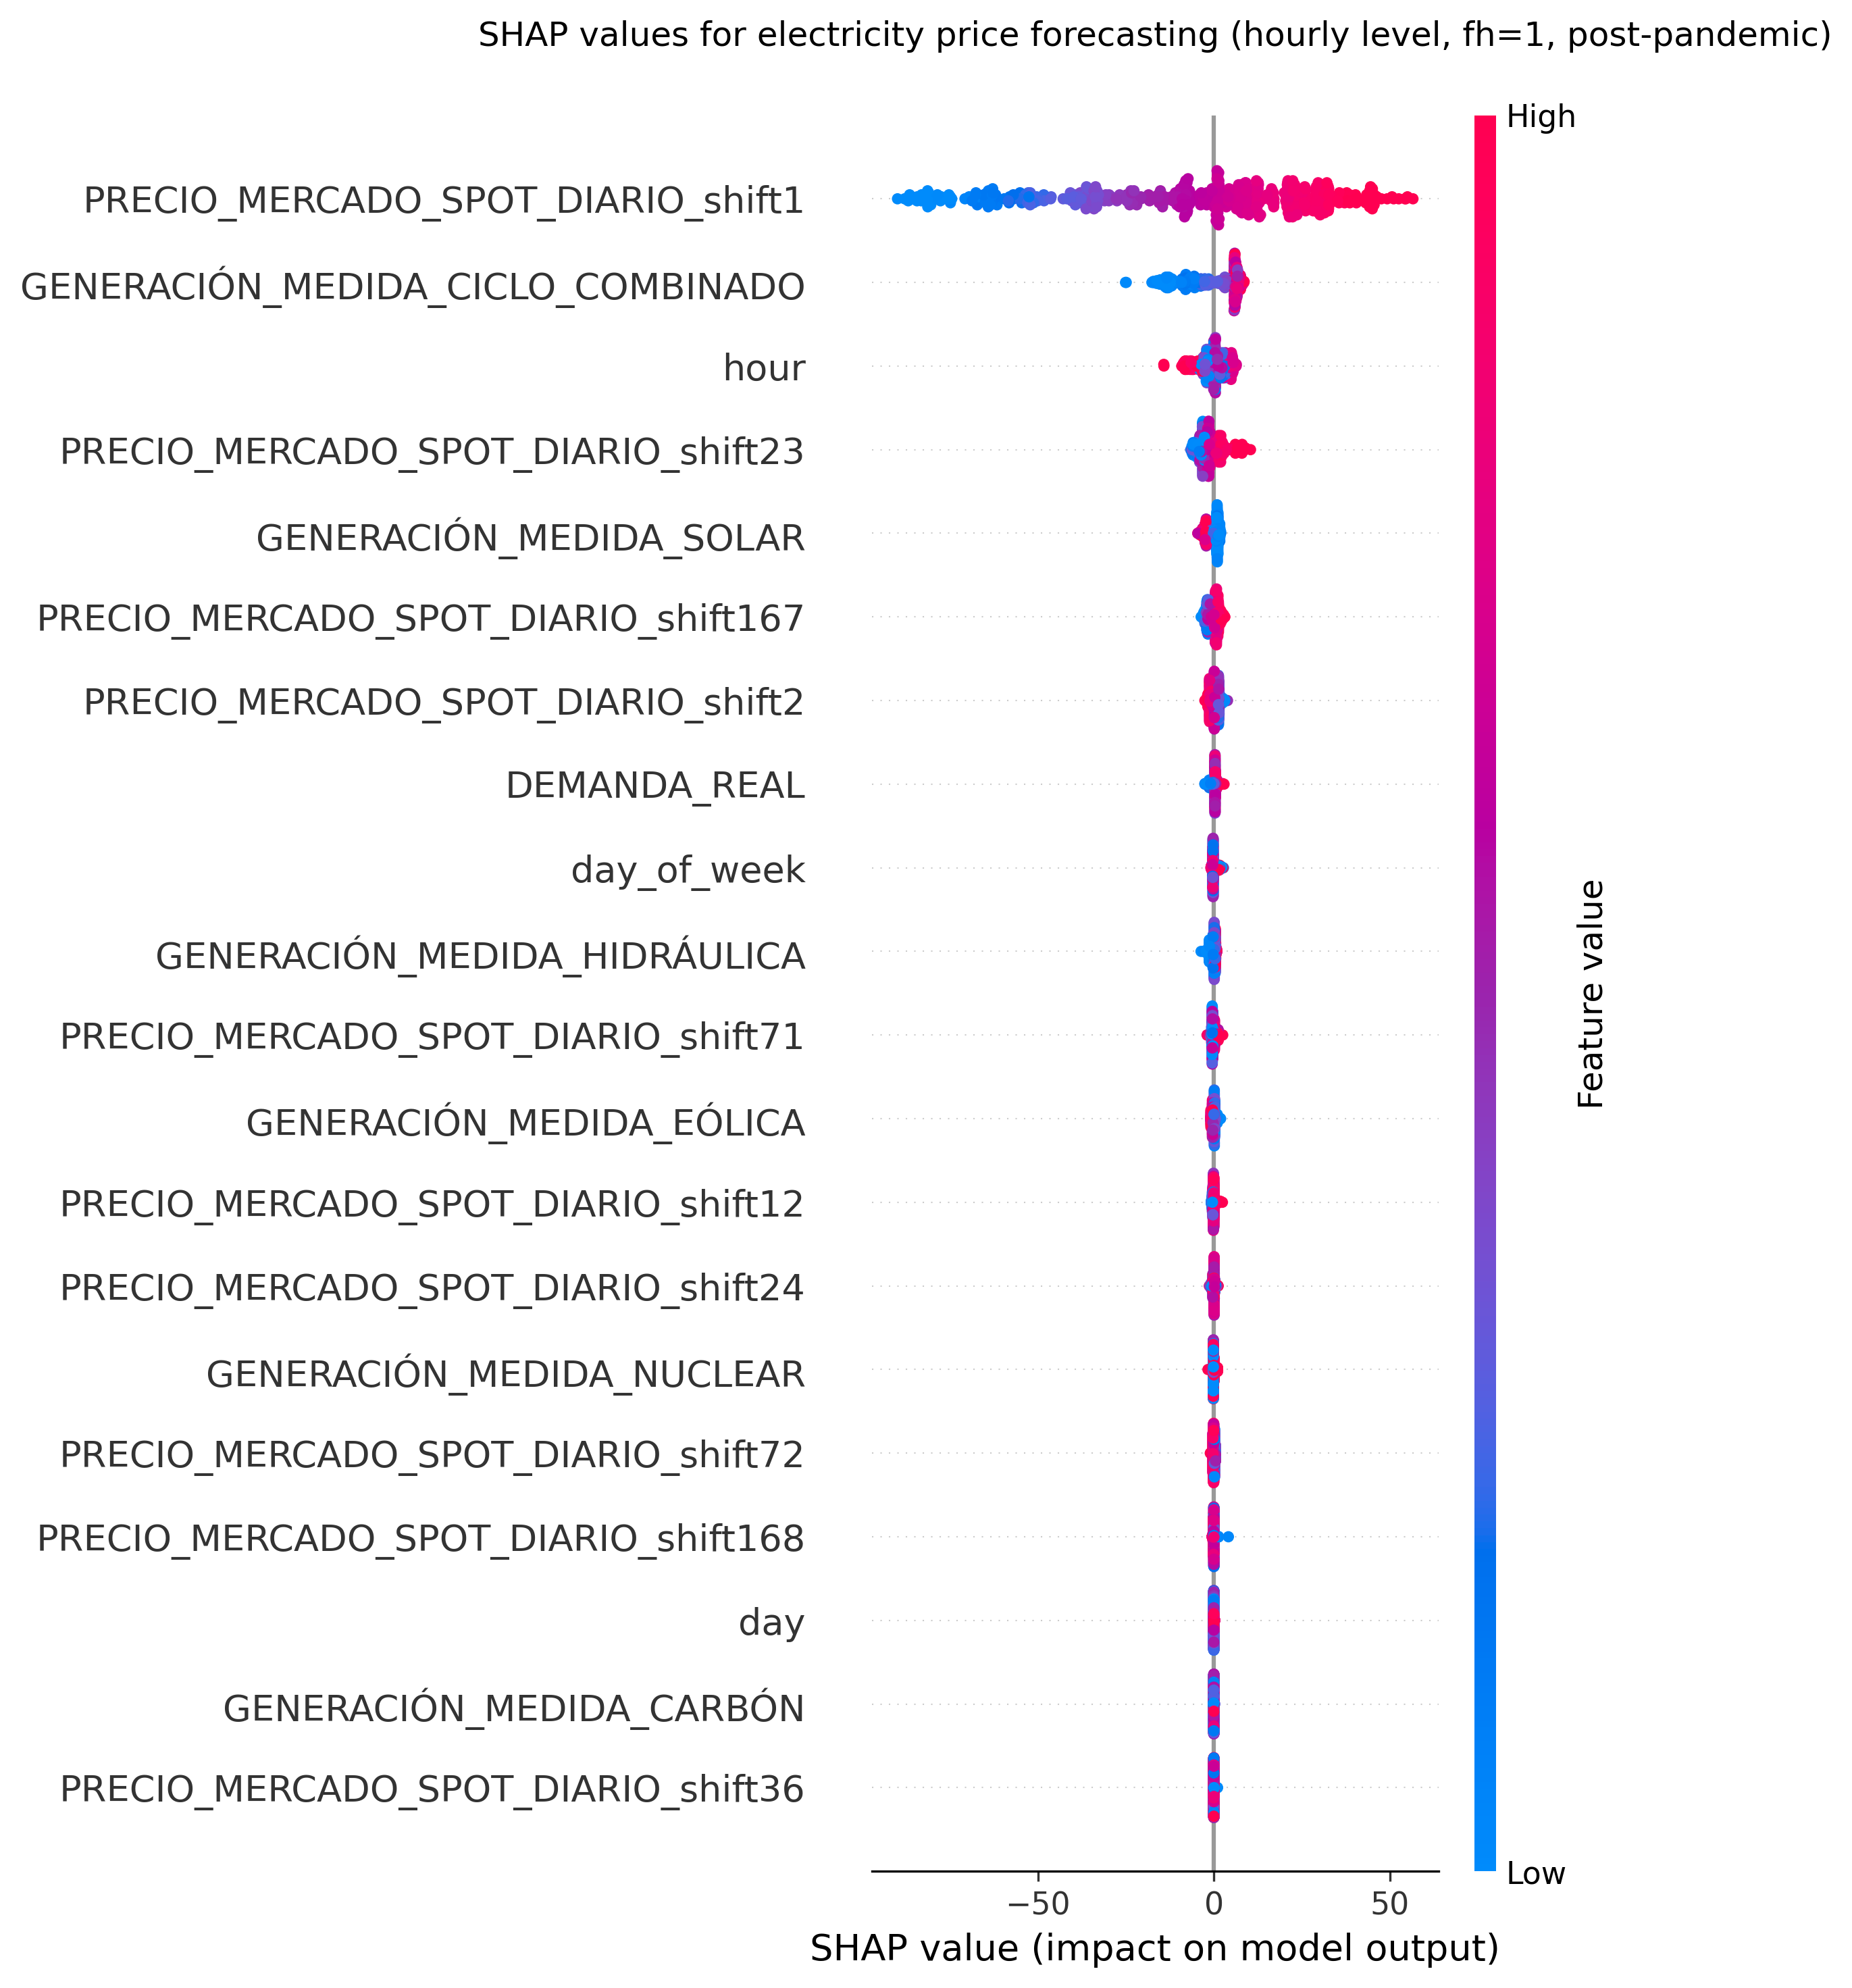 SHAP values for electricity price forecasting (hourly level, fh=1, post-pandemic)
High
PRECIO_MERCADO_SPOT_DIARIO_shift1
GENERACIÓN_MEDIDA_CICLO_COMBINADO
hour
PRECIO_MERCADO_SPOT_DIARIO_shift23
GENERACIÓN_MEDIDA_SOLAR
PRECIO_MERCADO_SPOT_DIARIO_shift167
PRECIO_MERCADO_SPOT_DIARIO_shift2
DEMANDA_REAL
day_of_week
GENERACIÓN_MEDIDA_HIDRÁULICA
PRECIO_MERCADO_SPOT_DIARIO_shift71
GENERACIÓN_MEDIDA_EÓLICA
PRECIO_MERCADO_SPOT_DIARIO_shift12
PRECIO_MERCADO_SPOT_DIARIO_shift24
GENERACIÓN_MEDIDA_NUCLEAR
PRECIO_MERCADO_SPOT_DIARIO_shift72
PRECIO_MERCADO_SPOT_DIARIO_shift168
day
GENERACIÓN_MEDIDA_CARBÓN
PRECIO_MERCADO_SPOT_DIARIO_shift36
Feature value
Low
−50 0 50
SHAP value (impact on model output)